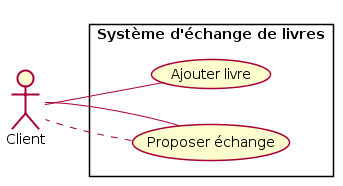 Système d'échange de livres
Ajouter livre
Client
Proposer échange